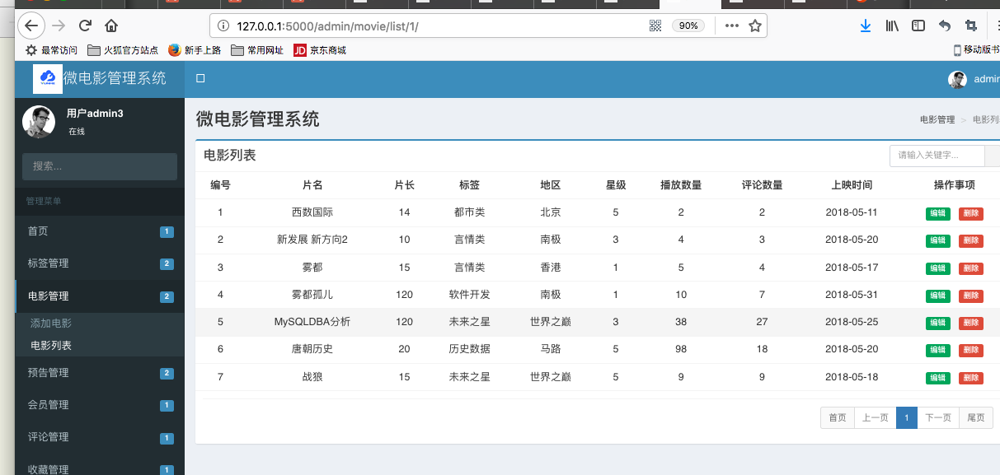 127.0.0.1:5000/admin/movie/list/1/
90%
最常访问 火狐官方站点 新手上路 常用网址 JD 京东商城
移动版书
微电影管理系统
admin
用户admin3
在线
微电影管理系统
电影管理 > 电影列
搜索...
电影列表
请输入关键字...
管理菜单
编号 片名 片长 标签 地区 星级 播放数量 评论数量 上映时间 操作事项
1 西数国际 14 都市类 北京 5 2 2 2018-05-11 编辑 删除
2 新发展 新方向2 10 言情类 南极 3 4 3 2018-05-20 编辑 删除
3 雾都 15 言情类 香港 1 5 4 2018-05-17 编辑 删除
4 雾都孤儿 120 软件开发 南极 1 10 7 2018-05-31 编辑 删除
5 MySQLDBA分析 120 未来之星 世界之巅 3 38 27 2018-05-25 编辑 删除
6 唐朝历史 20 历史数据 马路 5 98 18 2018-05-20 编辑 删除
7 战狼 15 未来之星 世界之巅 5 9 9 2018-05-18 编辑 删除
首页 上一页 1 下一页 尾页
首页 1
标签管理 2
电影管理 2
添加电影
电影列表
预告管理 2
会员管理 1
评论管理 1
收藏管理 1